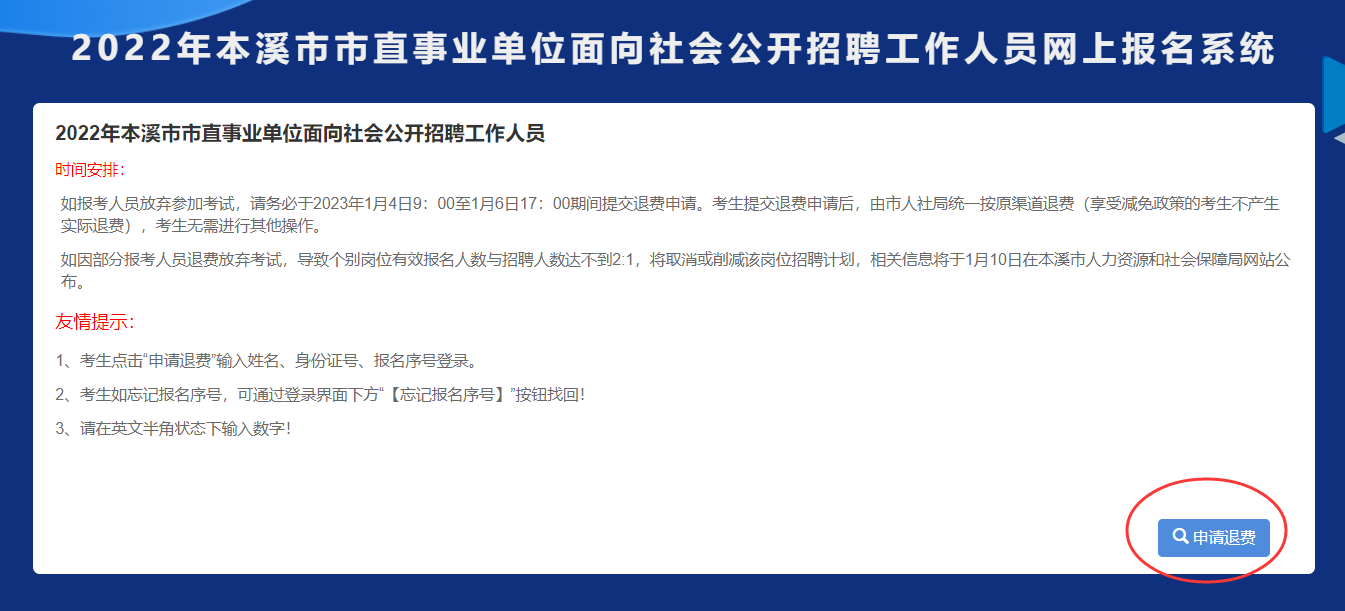 2022年本溪市市直事业单位面向社会公开招聘工作人员网上报名系统
2022年本溪市市直事业单位面向社会公开招聘工作人员
时间安排：
如报考人员放弃参加考试，请务必于2023年1月4日9：00至1月6日17：00期间提交退费申请。考生提交退费申请后，由市人社局统一按原渠道退费（享受减免政策的考生不产生
实际退费），考生无需进行其他操作。
如因部分报考人员退费放弃考试，导致个别岗位有效报名人数与招聘人数达不到2:1，将取消或削减该岗位招聘计划，相关信息将于1月10日在本溪市人力资源和社会保障局网站公
布。
友情提示：
1、考生点击“申请退费”输入姓名、身份证号、报名序号登录。
2、考生如忘记报名序号，可通过登录界面下方“【忘记报名序号】”按钮找回！
3、请在英文半角状态下输入数字！
申请退费